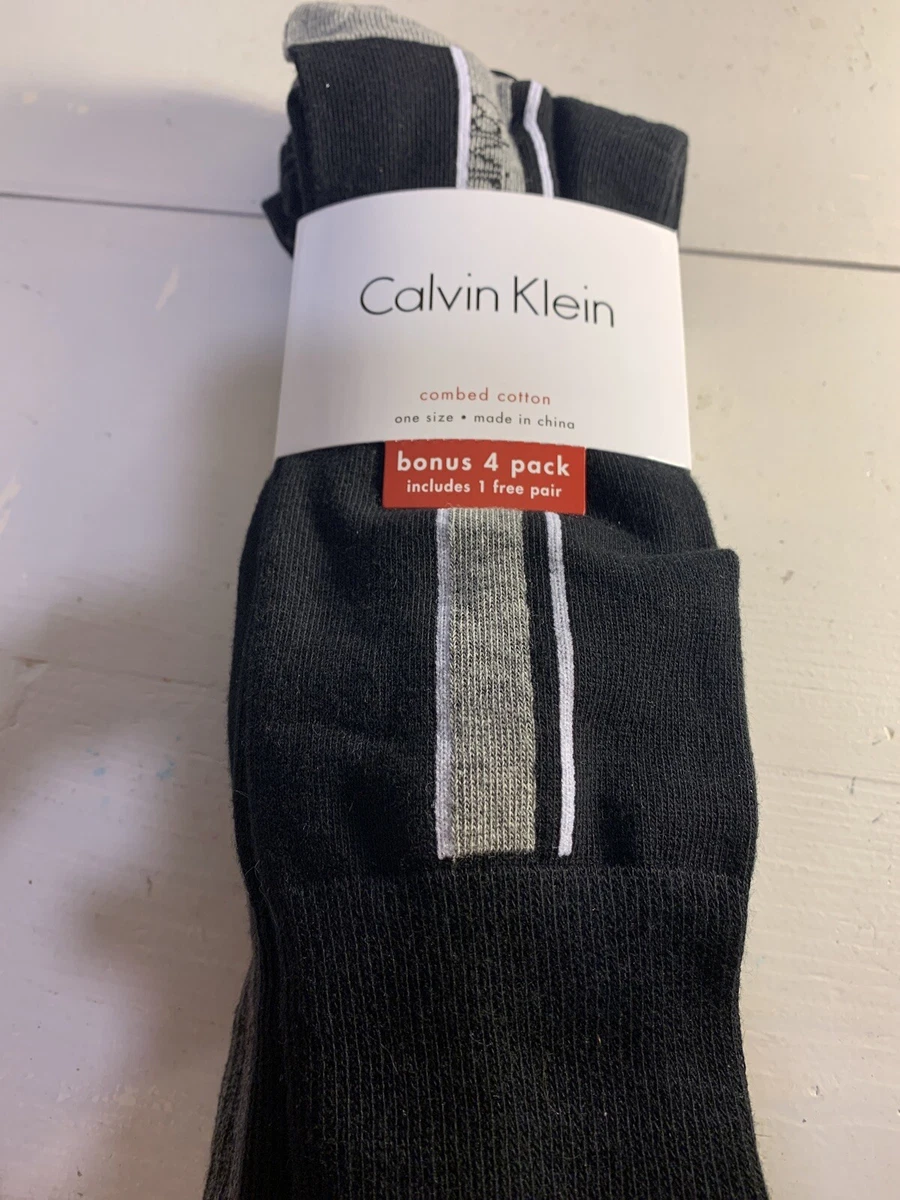 Calvin Klein
combed cotton
one size • made in china
bonus 4 pack
includes 1 free pair